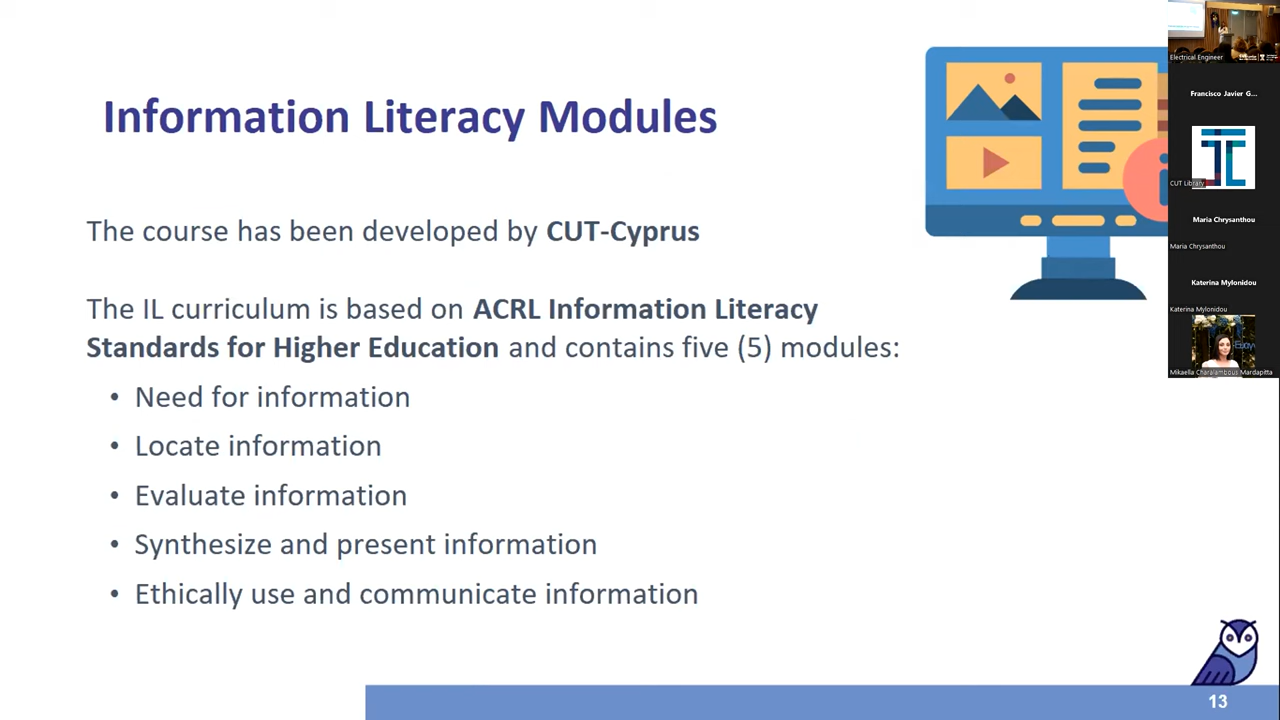 Information Literacy Modules
The course has been developed by CUT-Cyprus
The IL curriculum is based on ACRL Information Literacy
Standards for Higher Education and contains five (5) modules:
• Need for information
• Locate information
• Evaluate information
• Synthesize and present information
• Ethically use and communicate information
13
Electrical Engineer
Francisco Javier G...
CUT Library
Maria Chrysanthou
Maria Chrysanthou
Katerina Mylonidou
Katerina Mylonidou
Mikaella Charalambous Mardapitta